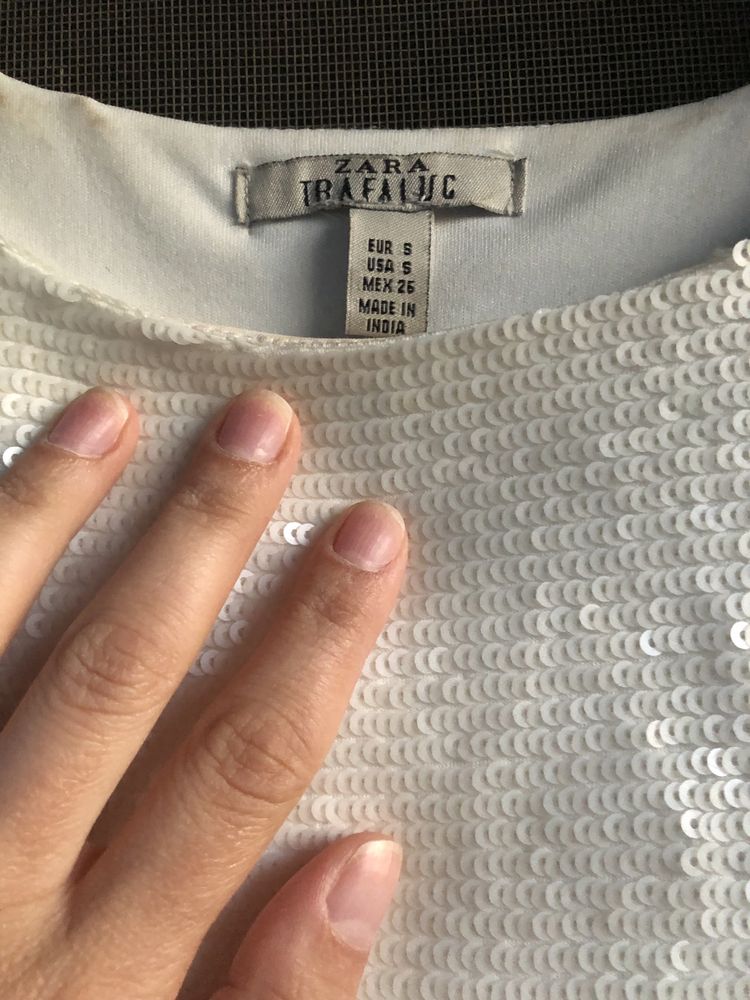 ZARA
TRAFALUC
EUR S
USA S
MEX 26
MADE IN
INDIA